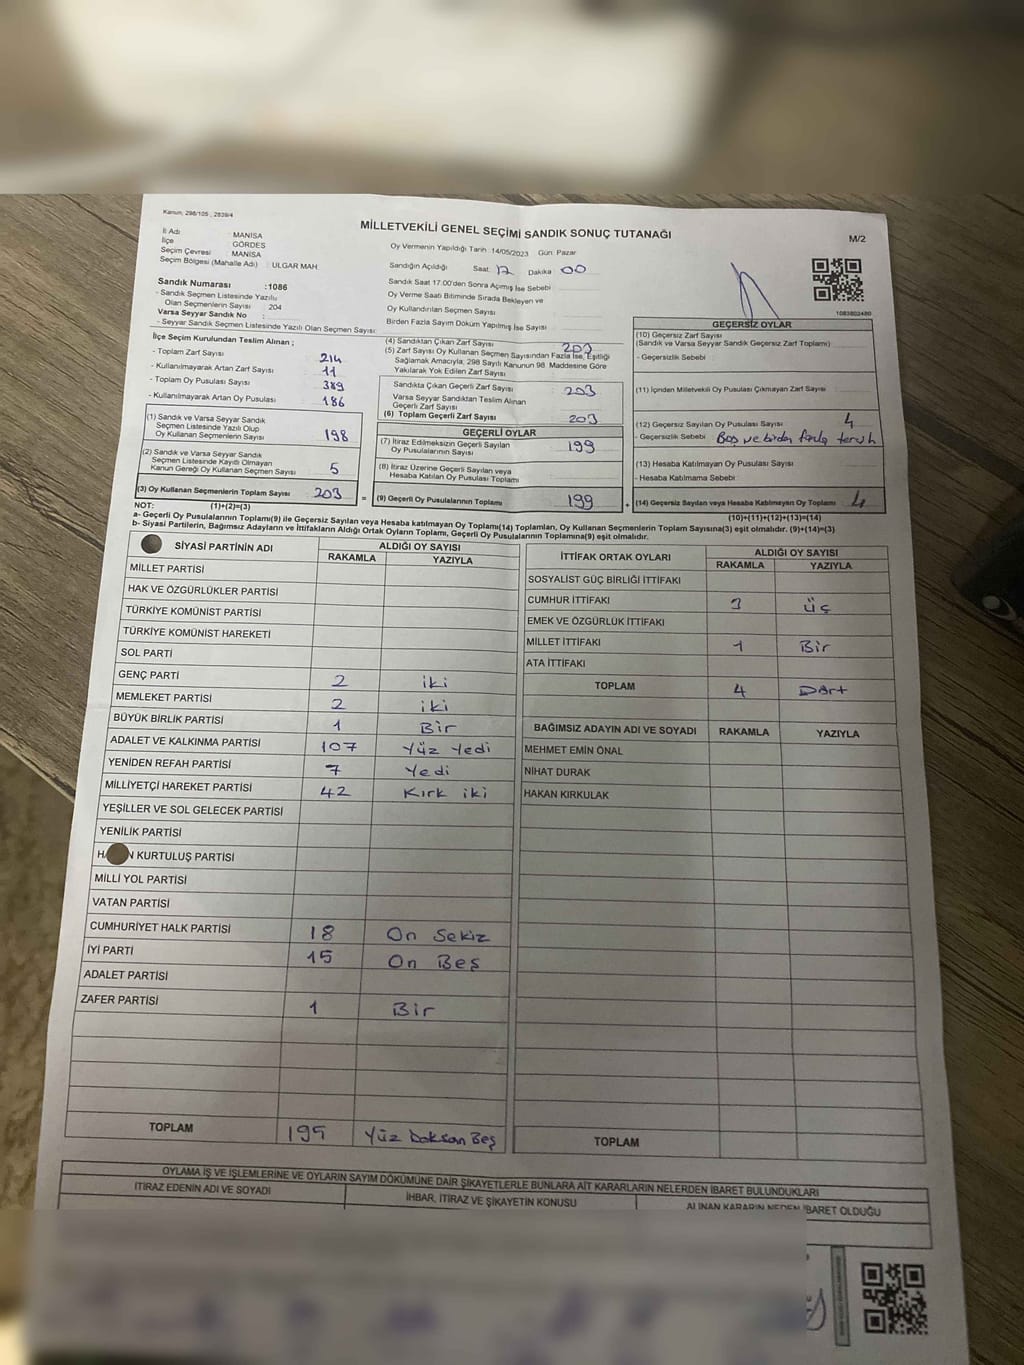 Kanun: 298/105 , 2839/4
MİLLETVEKİLİ GENEL SEÇİMİ SANDIK SONUÇ TUTANAĞI
M/2
İl Adı : MANİSA
İlçe : GÖRDES
Seçim Çevresi : MANİSA
Seçim Bölgesi (Mahalle Adı) : ULGAR MAH.
Oy Vermenin Yapıldığı Tarih: 14/05/2023 Gün: Pazar
Sandığın Açıldığı Saat: 17 Dakika: 00
Sandık Saat 17.00'den Sonra Açılmış İse Sebebi
Oy Verme Saati Bitiminde Sırada Bekleyen ve
Oy Kullandırılan Seçmen Sayısı
Birden Fazla Sayım Döküm Yapılmış İse Sayısı
1083802480
Sandık Numarası :1086
- Sandık Seçmen Listesinde Yazılı
Olan Seçmenlerin Sayısı : 204
Varsa Seyyar Sandık No :
- Seyyar Sandık Seçmen Listesinde Yazılı Olan Seçmen Sayısı:
İlçe Seçim Kurulundan Teslim Alınan ;
- Toplam Zarf Sayısı 214
- Kullanılmayarak Artan Zarf Sayısı 11
- Toplam Oy Pusulası Sayısı 389
- Kullanılmayarak Artan Oy Pusulası 186
(1) Sandık ve Varsa Seyyar Sandık
Seçmen Listesinde Yazılı Olup
Oy Kullanan Seçmenlerin Sayısı 198
(2) Sandık ve Varsa Seyyar Sandık
Seçmen Listesinde Kayıtlı Olmayan
Kanun Gereği Oy Kullanan Seçmen Sayısı 5
(3) Oy Kullanan Seçmenlerin Toplam Sayısı 203 =
(4) Sandıktan Çıkan Zarf Sayısı 203
(5) Zarf Sayısı Oy Kullanan Seçmen Sayısından Fazla İse, Eşitliği
Sağlamak Amacıyla, 298 Sayılı Kanunun 98. Maddesine Göre
Yakılarak Yok Edilen Zarf Sayısı
Sandıkta Çıkan Geçerli Zarf Sayısı 203
Varsa Seyyar Sandıktan Teslim Alınan
Geçerli Zarf Sayısı
(6) Toplam Geçerli Zarf Sayısı 203
GEÇERLİ OYLAR
(7) İtiraz Edilmeksizin Geçerli Sayılan
Oy Pusulasının Sayısı 199
(8) İtiraz Üzerine Geçerli Sayılan veya
Hesaba Katılan Oy Pusulası Toplamı
(9) Geçerli Oy Pusulalarının Toplamı 199 +
GEÇERSİZ OYLAR
(10) Geçersiz Zarf Sayısı
(Sandık ve Varsa Seyyar Sandık Geçersiz Zarf Toplamı)
- Geçersizlik Sebebi
(11) İçinden Milletvekili Oy Pusulası Çıkmayan Zarf Sayısı
(12) Geçersiz Sayılan Oy Pusulası Sayısı 4
- Geçersizlik Sebebi : Boş ve birden fazla tercih
(13) Hesaba Katılmayan Oy Pusulası Sayısı
- Hesaba Katılmama Sebebi
(14) Geçersiz Sayılan veya Hesaba Katılmayan Oy Toplamı 4
NOT: (1)+(2)=(3)
(10)+(11)+(12)+(13)=(14)
a- Geçerli Oy Pusulalarının Toplamı(9) ile Geçersiz Sayılan veya Hesaba katılmayan Oy Toplamı(14) Toplamları, Oy Kullanan Seçmenlerin Toplam Sayısına(3) eşit olmalıdır. (9)+(14)=(3)
b- Siyasi Partilerin, Bağımsız Adayların ve İttifakların Aldığı Ortak Oyların Toplamı, Geçerli Oy Pusulalarının Toplamına(9) eşit olmalıdır.
SİYASİ PARTİNİN ADI
ALDIĞI OY SAYISI
RAKAMLA YAZIYLA
MİLLET PARTİSİ
HAK VE ÖZGÜRLÜKLER PARTİSİ
TÜRKİYE KOMÜNİST PARTİSİ
TÜRKİYE KOMÜNİST HAREKETİ
SOL PARTİ
GENÇ PARTİ 2 iki
MEMLEKET PARTİSİ 2 iki
BÜYÜK BİRLİK PARTİSİ 1 Bir
ADALET VE KALKINMA PARTİSİ 107 Yüz Yedi
YENİDEN REFAH PARTİSİ 7 Yedi
MİLLİYETÇİ HAREKET PARTİSİ 42 Kırk iki
YEŞİLLER VE SOL GELECEK PARTİSİ
YENİLİK PARTİSİ
KURTULUŞ PARTİSİ
MİLLİ YOL PARTİSİ
VATAN PARTİSİ
CUMHURİYET HALK PARTİSİ 18 On Sekiz
İYİ PARTİ 15 On Beş
ADALET PARTİSİ
ZAFER PARTİSİ 1 Bir
TOPLAM 195 Yüz Doksan Beş
İTTİFAK ORTAK OYLARI
ALDIĞI OY SAYISI
RAKAMLA YAZIYLA
SOSYALİST GÜÇ BİRLİĞİ İTTİFAKI
CUMHUR İTTİFAKI 3 üç
EMEK VE ÖZGÜRLÜK İTTİFAKI
MİLLET İTTİFAKI 1 Bir
ATA İTTİFAKI
TOPLAM 4 Dört
BAĞIMSIZ ADAYIN ADI VE SOYADI RAKAMLA YAZIYLA
MEHMET EMİN ÖNAL
NİHAT DURAK
HAKAN KIRKULAK
TOPLAM
OYLAMA İŞ VE İŞLEMLERİNE VE OYLARIN SAYIM DÖKÜMÜNE DAİR ŞİKAYETLERLE BUNLARA AİT KARARLARIN NELERDEN İBARET BULUNDUKLARI
İTİRAZ EDENİN ADI VE SOYADI
İHBAR, İTİRAZ VE ŞİKAYETİN KONUSU
ALINAN KARARIN NEDEN İBARET OLDUĞU